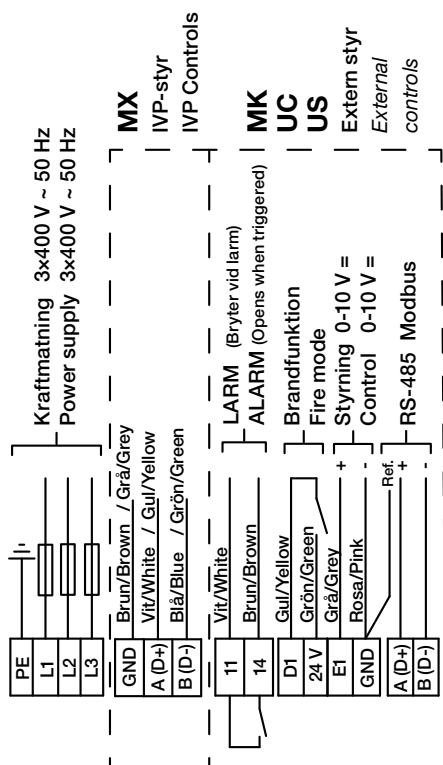 PE
L1
L2
L3
Kraftmatning 3x400 V ~ 50 Hz
Power supply 3x400 V ~ 50 Hz
GND
A (D+)
B (D-)
Brun/Brown / Grå/Grey
Vit/White / Gul/Yellow
Blå/Blue / Grön/Green
MX
IVP-styr
IVP Controls
11
14
Vit/White
Brun/Brown
LARM (Bryter vid larm)
ALARM (Opens when triggered)
D1
24 V
Gul/Yellow
Grön/Green
Brandfunktion
Fire mode
E1
GND
Grå/Grey
Rosa/Pink
+
-
Styrning 0-10 V =
Control 0-10 V =
A (D+)
B (D-)
Ref.
+
-
RS-485 Modbus
MK
UC
US
Extern styr
External
controls